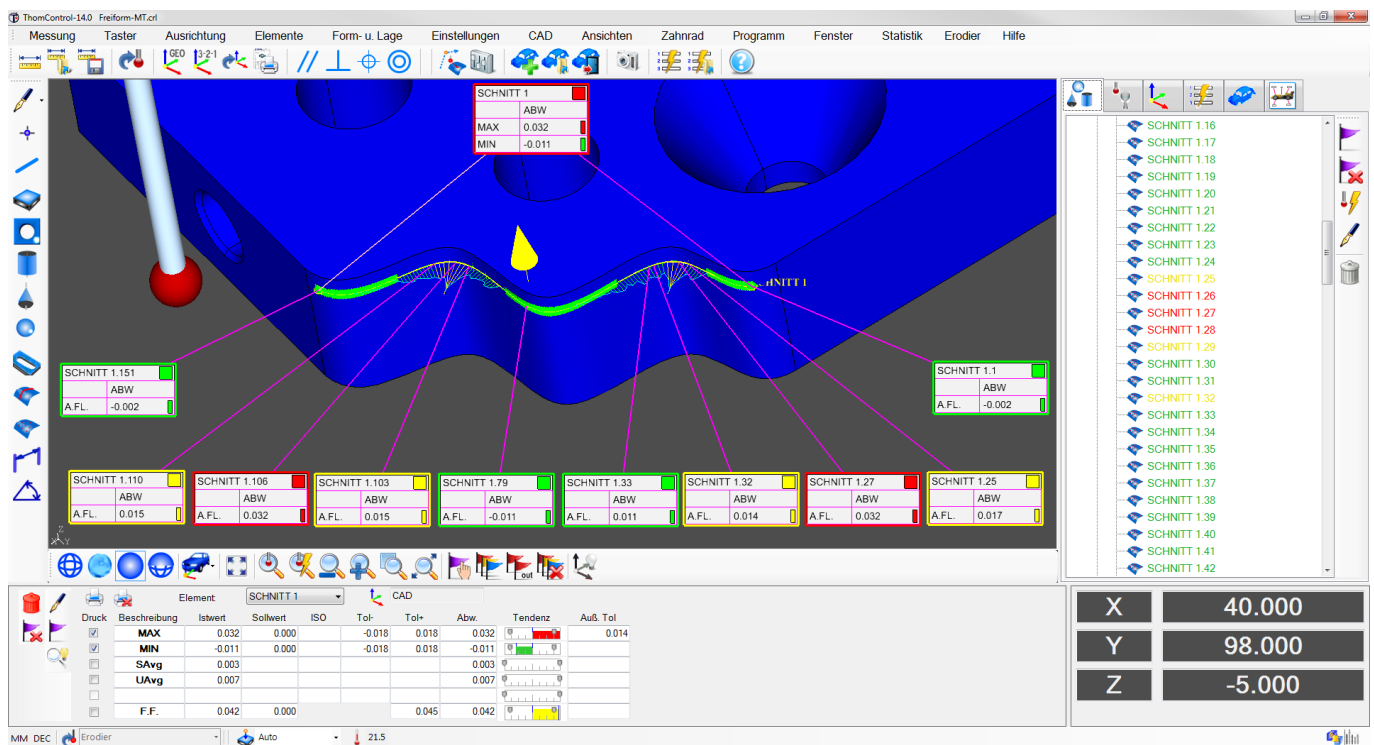 ThomControl-14.0 Freiform-MT.crl
Messung Taster Ausrichtung Elemente Form- u. Lage Einstellungen CAD Ansichten Zahnrad Programm Fenster Statistik Erodier Hilfe
GEO 3-2-1
SCHNITT 1
ABW
MAX 0.032
MIN -0.011
HNITT 1
SCHNITT 1.151
ABW
A.FL. -0.002
SCHNITT 1.1
ABW
A.FL. -0.002
SCHNITT 1.110
ABW
A.FL. 0.015
SCHNITT 1.106
ABW
A.FL. 0.032
SCHNITT 1.103
ABW
A.FL. 0.015
SCHNITT 1.79
ABW
A.FL. -0.011
SCHNITT 1.33
ABW
A.FL. 0.011
SCHNITT 1.32
ABW
A.FL. 0.014
SCHNITT 1.27
ABW
A.FL. 0.032
SCHNITT 1.25
ABW
A.FL. 0.017
Z
X Y
out
SCHNITT 1.16
SCHNITT 1.17
SCHNITT 1.18
SCHNITT 1.19
SCHNITT 1.20
SCHNITT 1.21
SCHNITT 1.22
SCHNITT 1.23
SCHNITT 1.24
SCHNITT 1.25
SCHNITT 1.26
SCHNITT 1.27
SCHNITT 1.28
SCHNITT 1.29
SCHNITT 1.30
SCHNITT 1.31
SCHNITT 1.32
SCHNITT 1.33
SCHNITT 1.34
SCHNITT 1.35
SCHNITT 1.36
SCHNITT 1.37
SCHNITT 1.38
SCHNITT 1.39
SCHNITT 1.40
SCHNITT 1.41
SCHNITT 1.42
Element SCHNITT 1 CAD
Druck Beschreibung Istwert Sollwert ISO Tol- Tol+ Abw. Tendenz Auß. Tol
MAX 0.032 0.000 -0.018 0.018 0.032 0.014
MIN -0.011 0.000 -0.018 0.018 -0.011
SAvg 0.003 0.003
UAvg 0.007 0.007
F.F. 0.042 0.000 0.045 0.042
X 40.000
Y 98.000
Z -5.000
MM DEC Erodier Auto 21.5